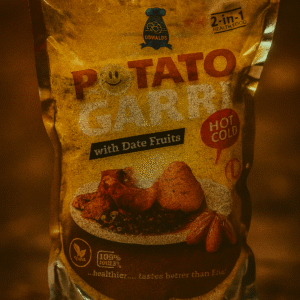 2-in-1
POTATO
GARRI
with Date Fruits
HOT
COLD
100%
...healthier... tastes better than